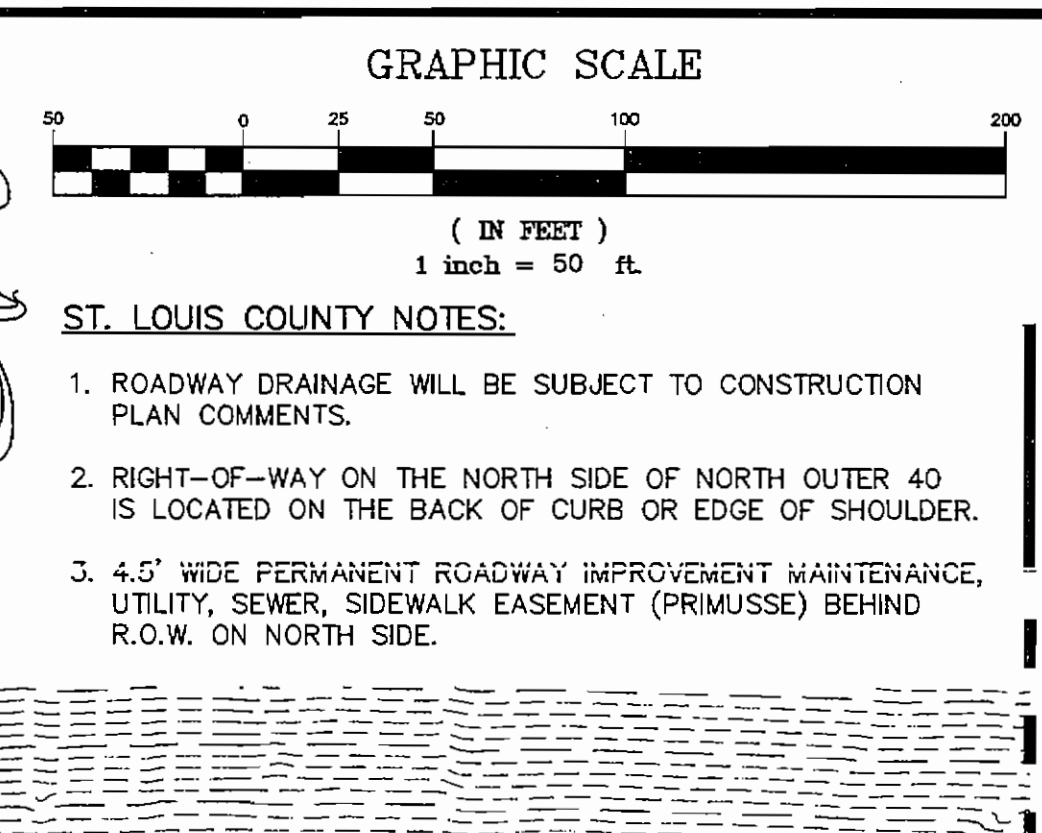 GRAPHIC SCALE
50 0 25 50 100 200
( IN FEET )
1 inch = 50 ft.
ST. LOUIS COUNTY NOTES:
1. ROADWAY DRAINAGE WILL BE SUBJECT TO CONSTRUCTION
PLAN COMMENTS.
2. RIGHT-OF-WAY ON THE NORTH SIDE OF NORTH OUTER 40
IS LOCATED ON THE BACK OF CURB OR EDGE OF SHOULDER.
3. 4.5' WIDE PERMANENT ROADWAY IMPROVEMENT MAINTENANCE,
UTILITY, SEWER, SIDEWALK EASEMENT (PRIMUSSE) BEHIND
R.O.W. ON NORTH SIDE.